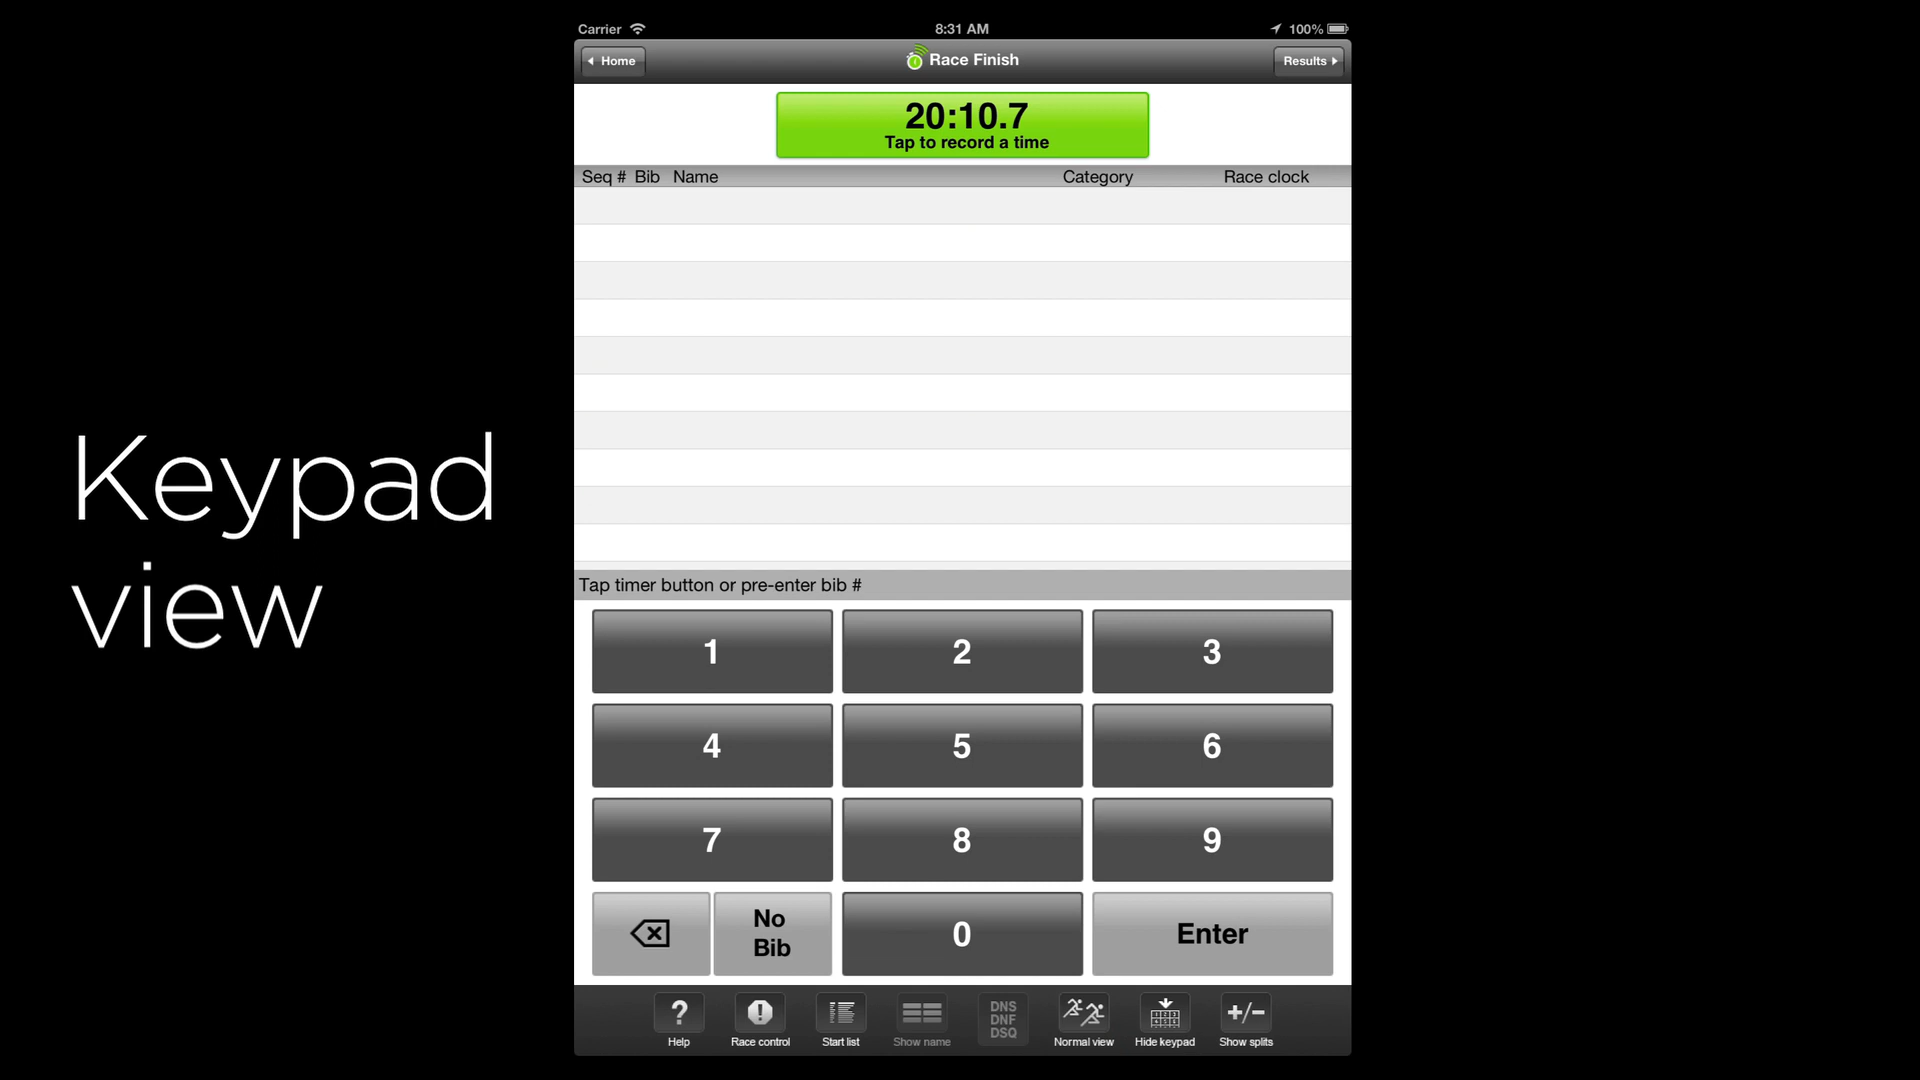 Carrier 8:31 AM 100%
Home Race Finish Results
20:10.7
Tap to record a time
Seq # Bib Name Category Race clock
Keypad
view
Tap timer button or pre-enter bib #
1 2 3
4 5 6
7 8 9
No
Bib
0 Enter
DNS
DNF
DSQ
+/-
Help Race control Start list Show name Normal view Hide keypad Show splits